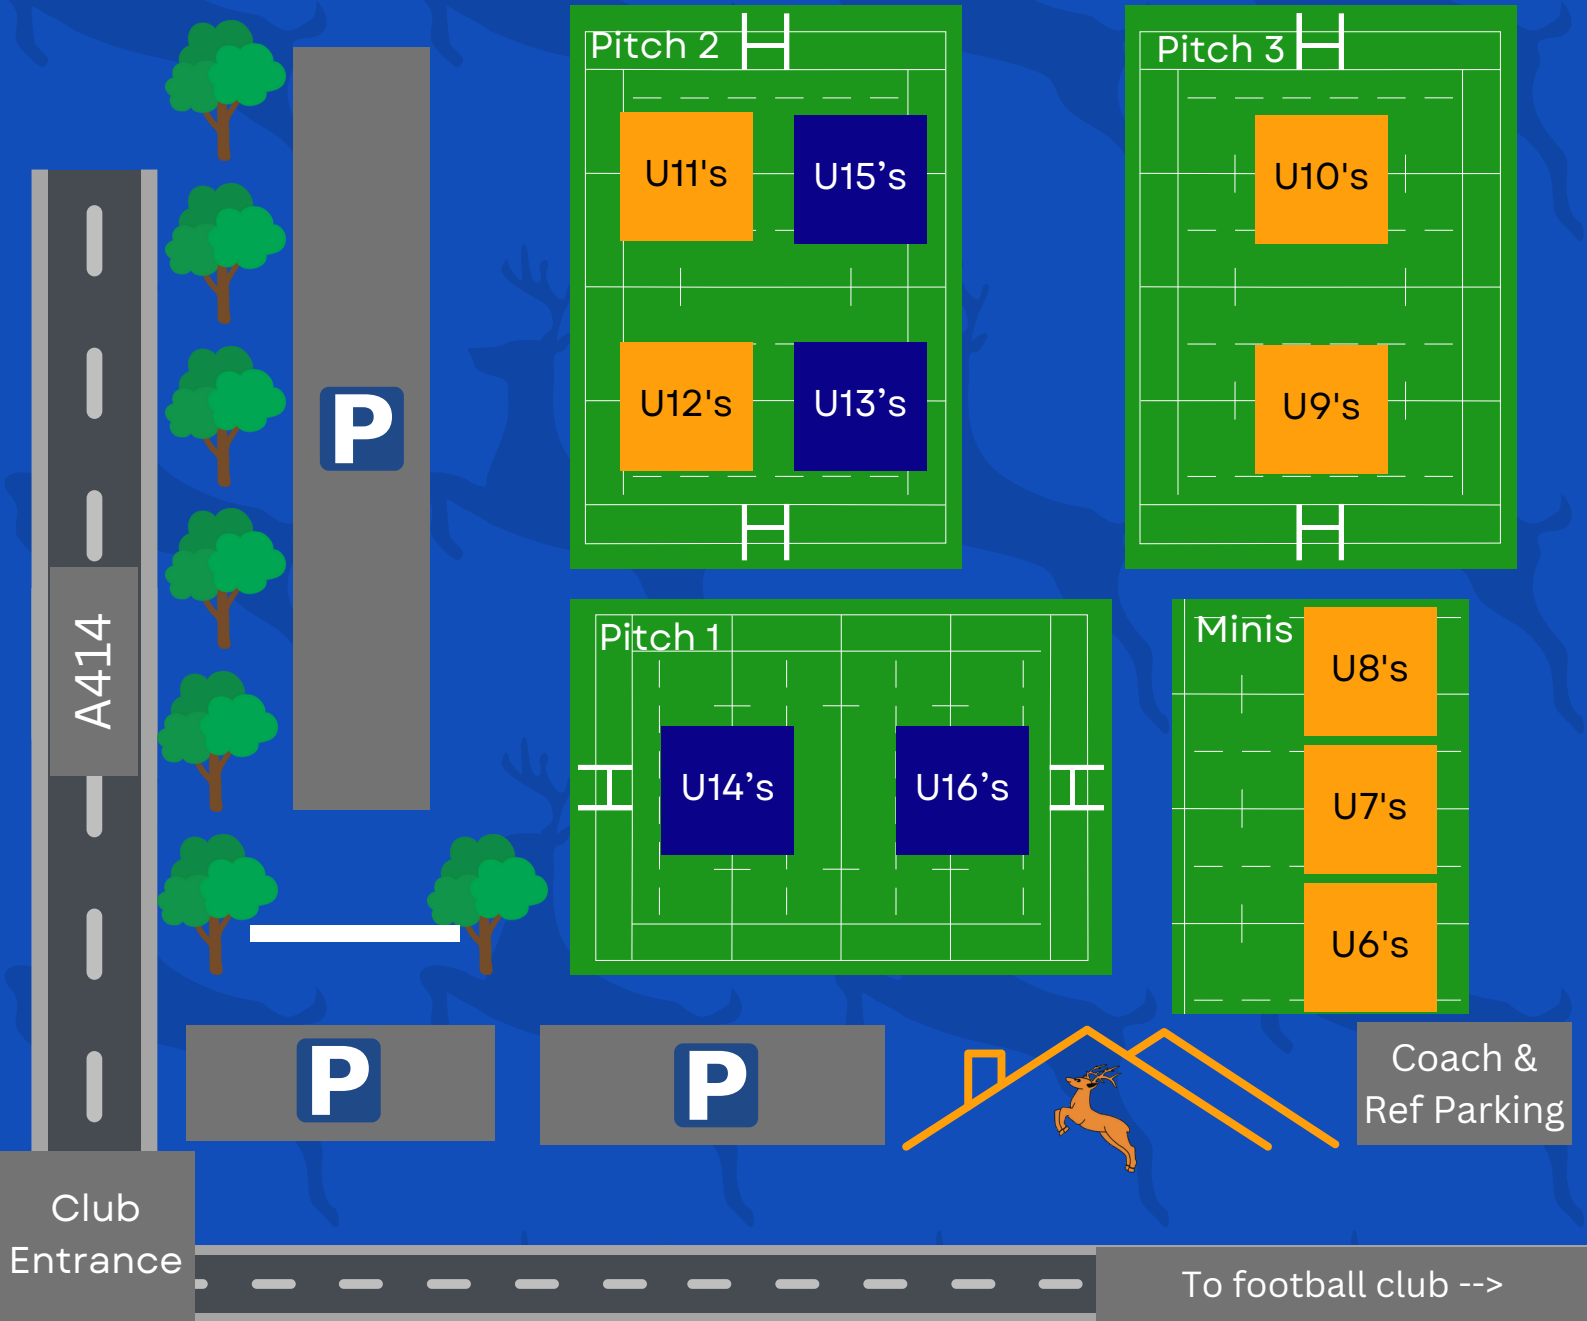 Pitch 2
U11's
U15’s
U12's
U13’s
Pitch 3
U10's
U9's
P
A414
Pitch 1
U14’s
U16’s
Minis
U8's
U7's
U6's
P
P
Coach &
Ref Parking
Club
Entrance
To football club -->